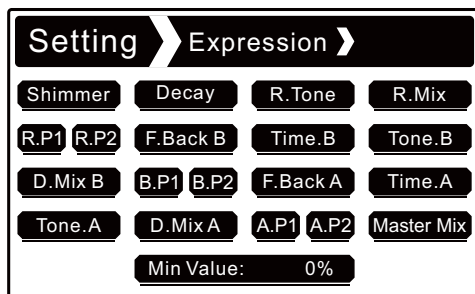 Setting Expression
Shimmer Decay R.Tone R.Mix
R.P1 R.P2 F.Back B Time.B Tone.B
D.Mix B B.P1 B.P2 F.Back A Time.A
Tone.A D.Mix A A.P1 A.P2 Master Mix
Min Value: 0%